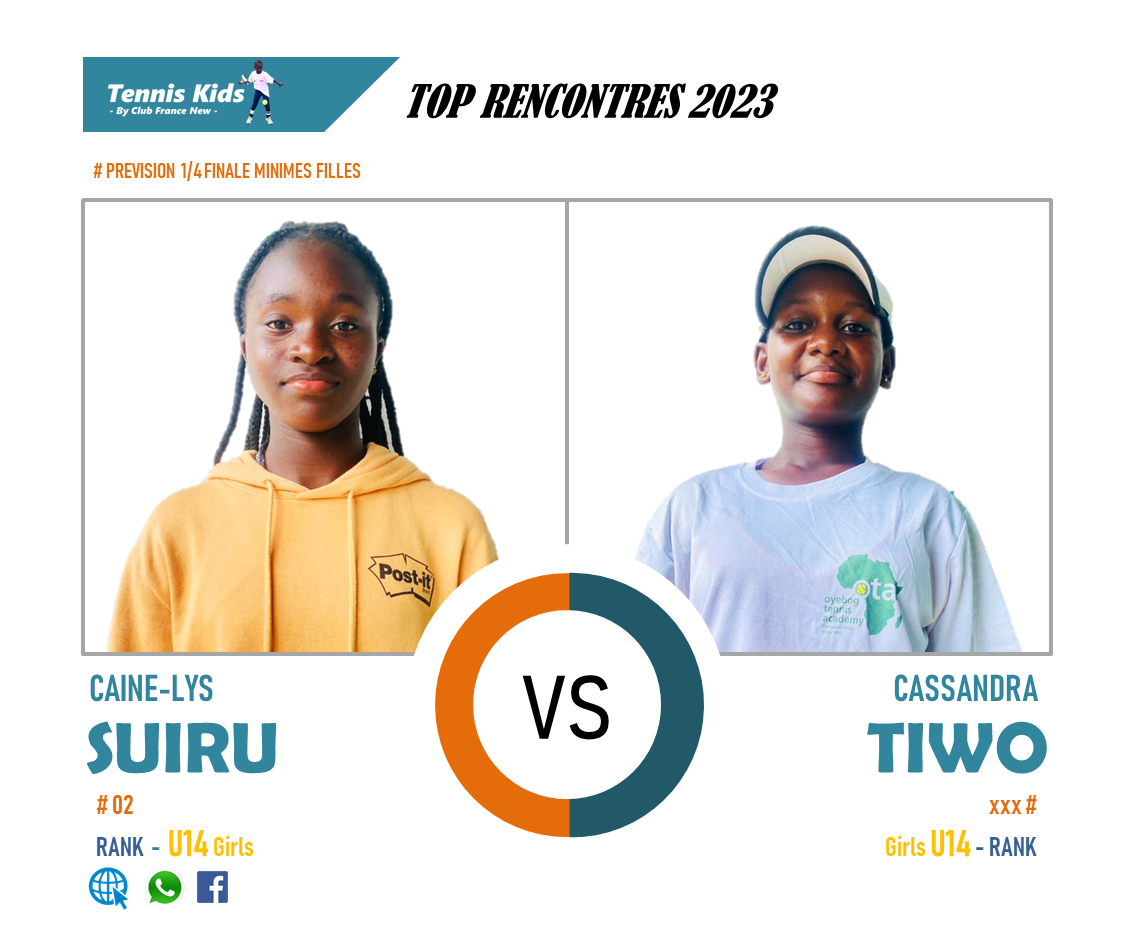 Tennis Kids
- By Club France New -
TOP RENCONTRES 2023
# PREVISION 1/4 FINALE MINIMES FILLES
Post-it
ota
oyebog
tennis
academy
CAINE-LYS
SUIRU
# 02
RANK - U14 Girls
VS
CASSANDRA
TIWO
xxx #
Girls U14 - RANK